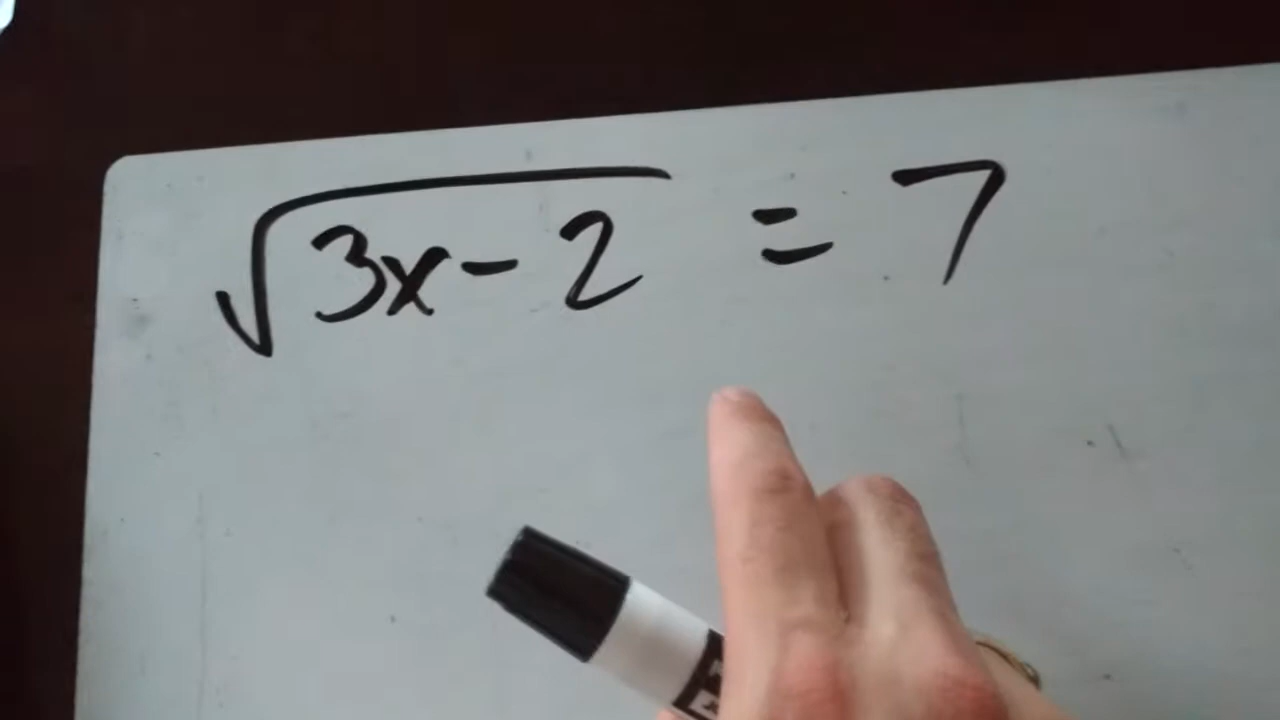 √3x-2 = 7